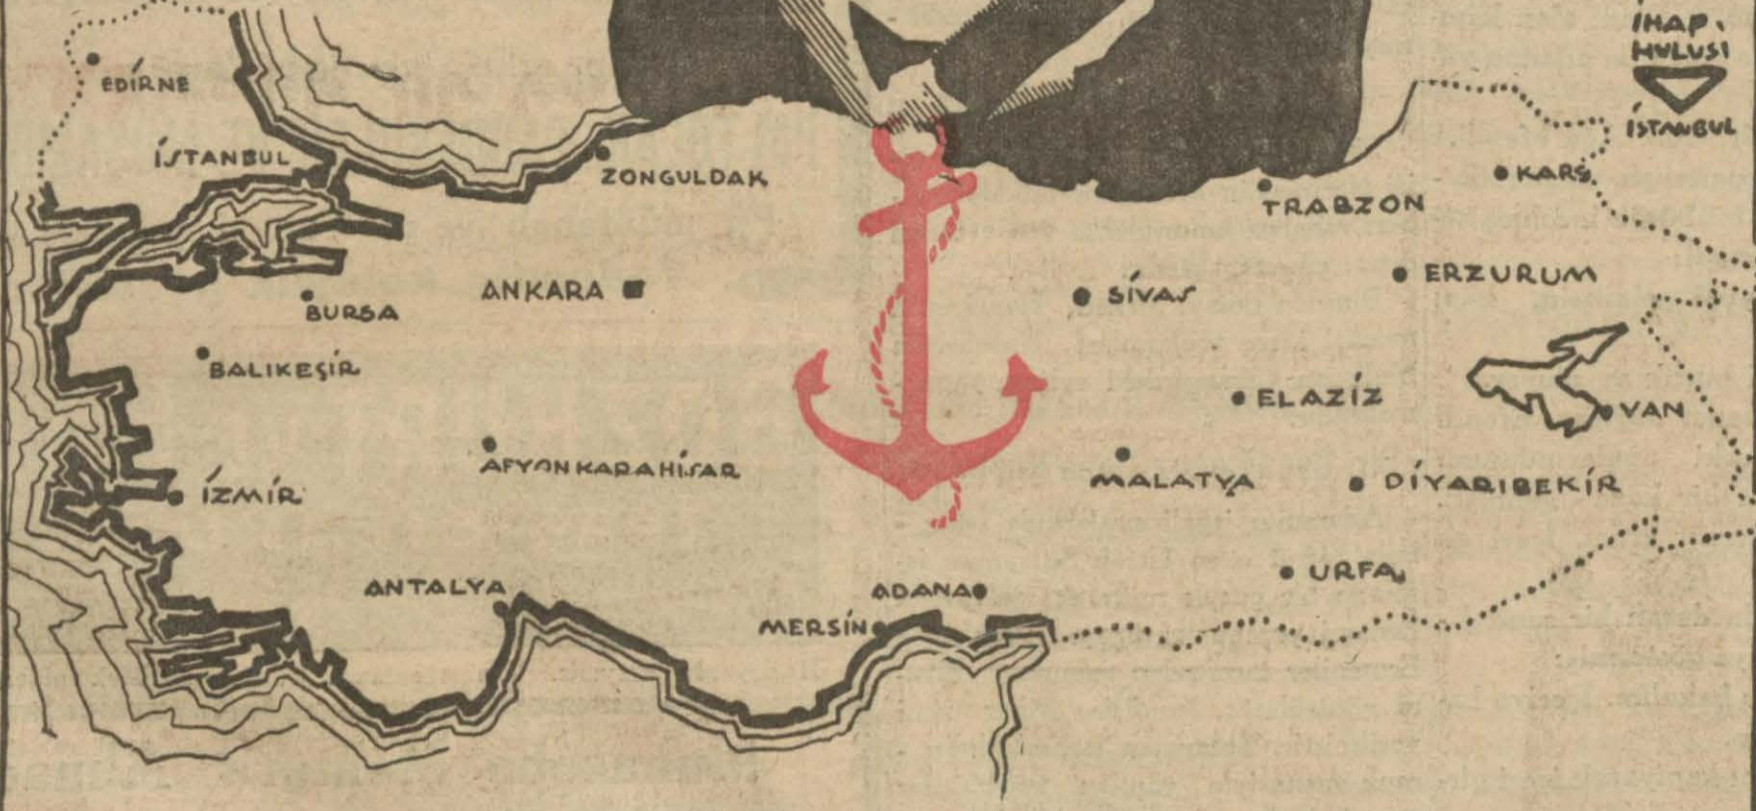 İHAP.
HULUSİ
İSTANBUL
EDİRNE
İSTANBUL
ZONGULDAK
KARS
TRABZON
ERZURUM
ANKARA
SİVAS
BURSA
BALIKEŞİR
ELAZİZ
VAN
AFYONKARAHİSAR
MALATYA
DİYARIBEKİR
İZMİR
URFA
ANTALYA
ADANA
MERSİN